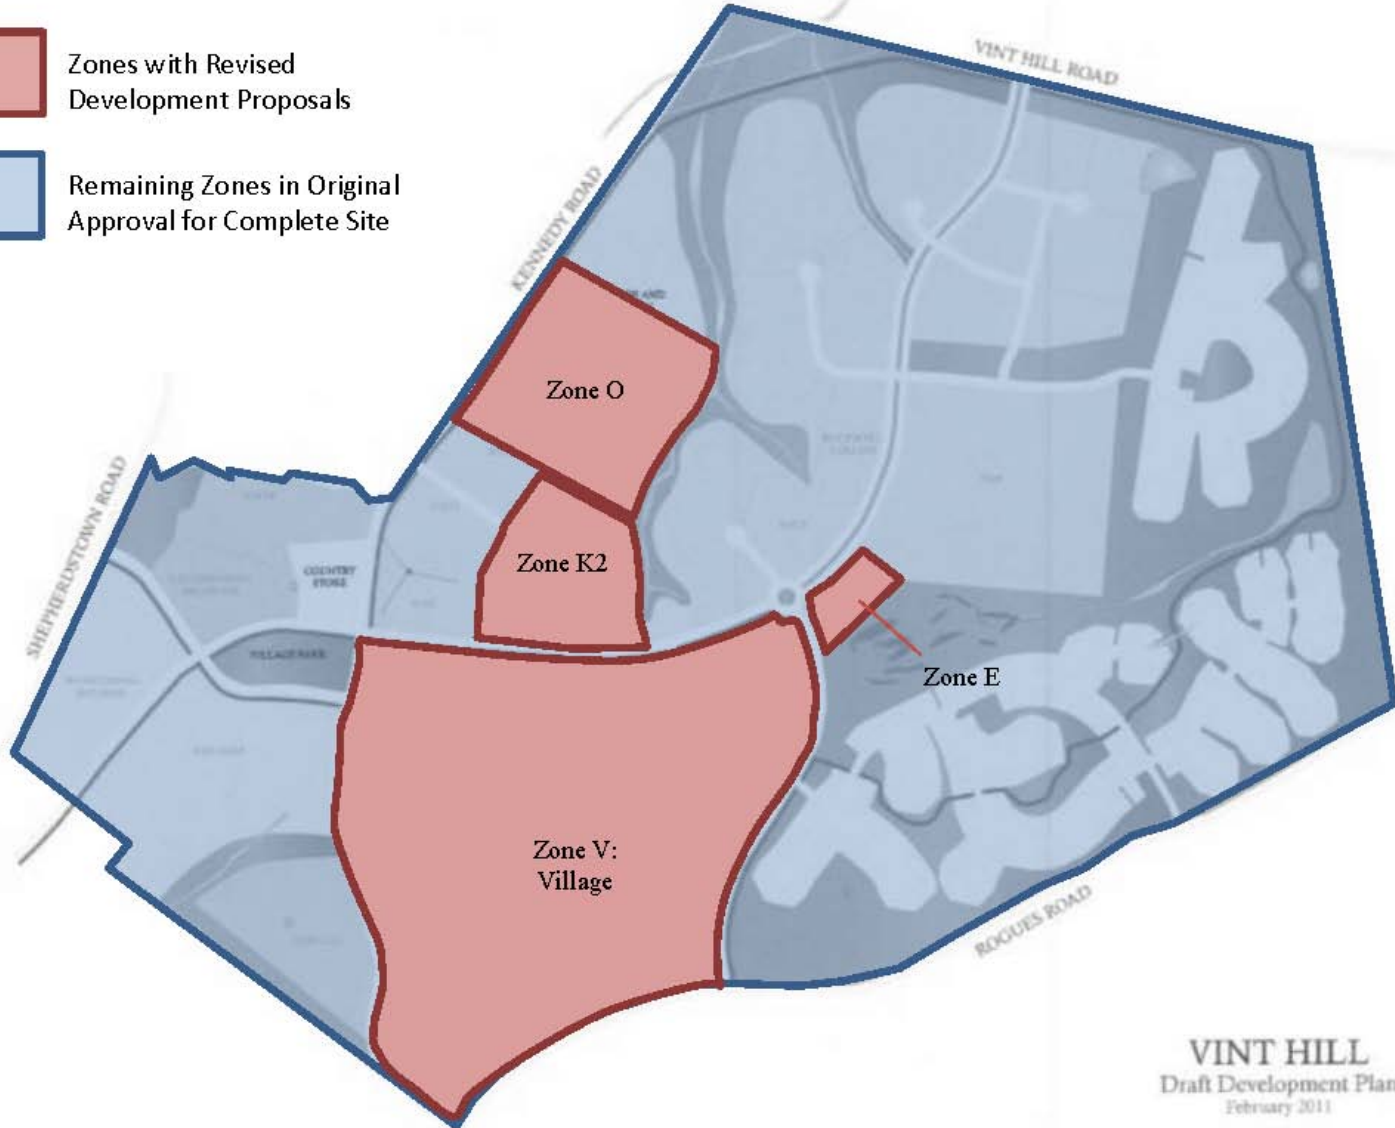 Zones with Revised
Development Proposals
Remaining Zones in Original
Approval for Complete Site
VINT HILL ROAD
KENNEDY ROAD
SHEPHERDSTOWN ROAD
Zone O
Zone K2
COUNTRY
STORE
VILLAGE PARK
Zone E
Zone V:
Village
ROGUES ROAD
VINT HILL
Draft Development Plan
February 2011